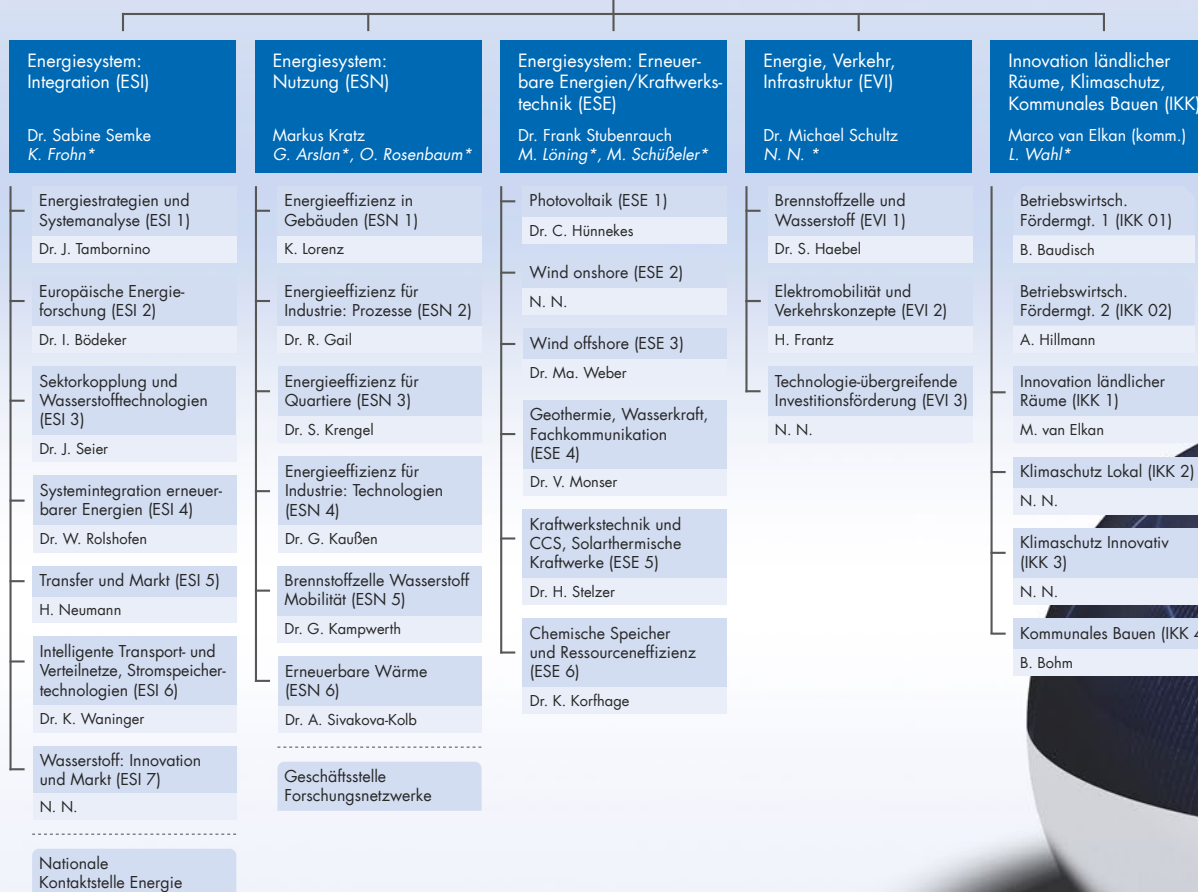 Energiesystem:
Integration (ESI)
Dr. Sabine Semke
K. Frohn*
Energiestrategien und
Systemanalyse (ESI 1)
Dr. J. Tambornino
Europäische Energie-
forschung (ESI 2)
Dr. I. Bödeker
Sektorkopplung und
Wasserstofftechnologien
(ESI 3)
Dr. J. Seier
Systemintegration erneuer-
barer Energien (ESI 4)
Dr. W. Rolshofen
Transfer und Markt (ESI 5)
H. Neumann
Intelligente Transport- und
Verteilnetze, Stromspeicher-
technologien (ESI 6)
Dr. K. Waninger
Wasserstoff: Innovation
und Markt (ESI 7)
N. N.
Nationale
Kontaktstelle Energie
Energiesystem:
Nutzung (ESN)
Markus Kratz
G. Arslan*, O. Rosenbaum*
Energieeffizienz in
Gebäuden (ESN 1)
K. Lorenz
Energieeffizienz für
Industrie: Prozesse (ESN 2)
Dr. R. Gail
Energieeffizienz für
Quartiere (ESN 3)
Dr. S. Krengel
Energieeffizienz für
Industrie: Technologien
(ESN 4)
Dr. G. Kaußen
Brennstoffzelle Wasserstoff
Mobilität (ESN 5)
Dr. G. Kampwerth
Erneuerbare Wärme
(ESN 6)
Dr. A. Sivakova-Kolb
Geschäftsstelle
Forschungsnetzwerke
Energiesystem: Erneuer-
bare Energien/Kraftwerks-
technik (ESE)
Dr. Frank Stubenrauch
M. Löning*, M. Schüßeler*
Photovoltaik (ESE 1)
Dr. C. Hünnekes
Wind onshore (ESE 2)
N. N.
Wind offshore (ESE 3)
Dr. Ma. Weber
Geothermie, Wasserkraft,
Fachkommunikation
(ESE 4)
Dr. V. Monser
Kraftwerkstechnik und
CCS, Solarthermische
Kraftwerke (ESE 5)
Dr. H. Stelzer
Chemische Speicher
und Ressourceneffizienz
(ESE 6)
Dr. K. Korfhage
Energie, Verkehr,
Infrastruktur (EVI)
Dr. Michael Schultz
N. N. *
Brennstoffzelle und
Wasserstoff (EVI 1)
Dr. S. Haebel
Elektromobilität und
Verkehrskonzepte (EVI 2)
H. Frantz
Technologie-übergreifende
Investitionsförderung (EVI 3)
N. N.
Innovation ländlicher
Räume, Klimaschutz,
Kommunales Bauen (IKK)
Marco van Elkan (komm.)
L. Wahl*
Betriebswirtsch.
Fördermgt. 1 (IKK 01)
B. Baudisch
Betriebswirtsch.
Fördermgt. 2 (IKK 02)
A. Hillmann
Innovation ländlicher
Räume (IKK 1)
M. van Elkan
Klimaschutz Lokal (IKK 2)
N. N.
Klimaschutz Innovativ
(IKK 3)
N. N.
Kommunales Bauen (IKK 4
B. Bohm